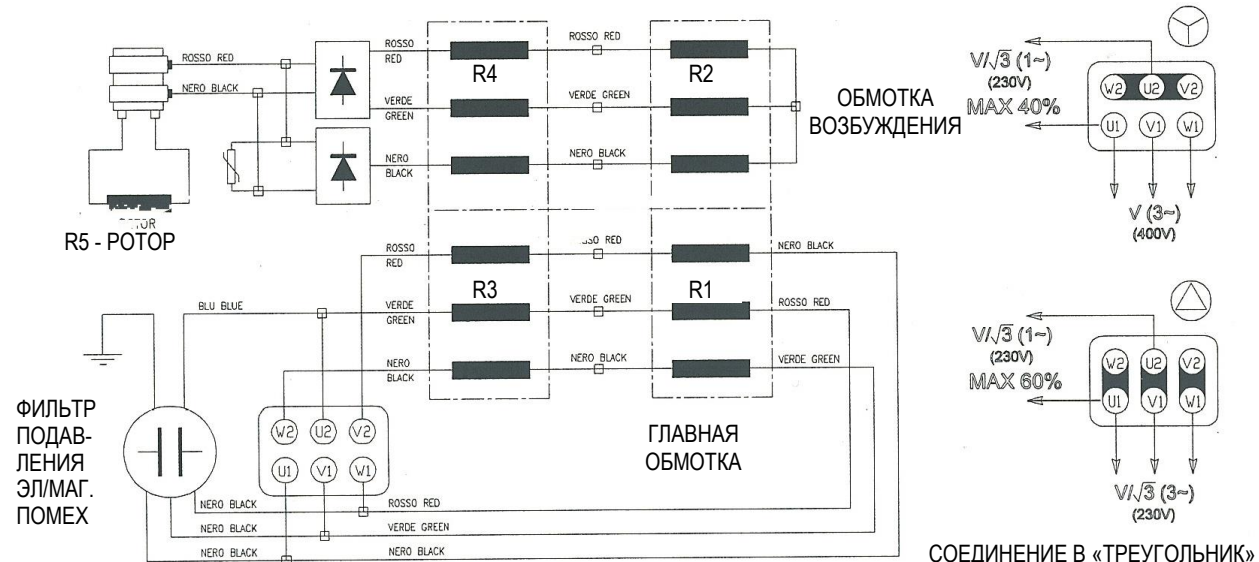 ROSSO RED
NERO BLACK
ROSSO
RED
VERDE
GREEN
NERO
BLACK
R4
ROSSO RED
VERDE GREEN
NERO BLACK
R2
ОБМОТКА
ВОЗБУЖДЕНИЯ
R5 - РОТОР
ROSSO
RED
VERDE
GREEN
NERO
BLACK
R3
RED
VERDE GREEN
NERO BLACK
R1
NERO BLACK
ROSSO RED
VERDE GREEN
BLU BLUE
ФИЛЬТР
ПОДАВ-
ЛЕНИЯ
ЭЛ/МАГ.
ПОМЕХ
W2 U2 V2
U1 V1 W1
ГЛАВНАЯ
ОБМОТКА
NERO BLACK
ROSSO RED
NERO BLACK
VERDE GREEN
NERO BLACK
NERO BLACK
V/√3 (1~)
(230V)
MAX 40%
W2 U2 V2
U1 V1 W1
V (3~)
(400V)
V/√3 (1~)
(230V)
MAX 60%
W2 U2 V2
U1 V1 W1
V/√3 (3~)
(230V)
СОЕДИНЕНИЕ В «ТРЕУГОЛЬНИК»